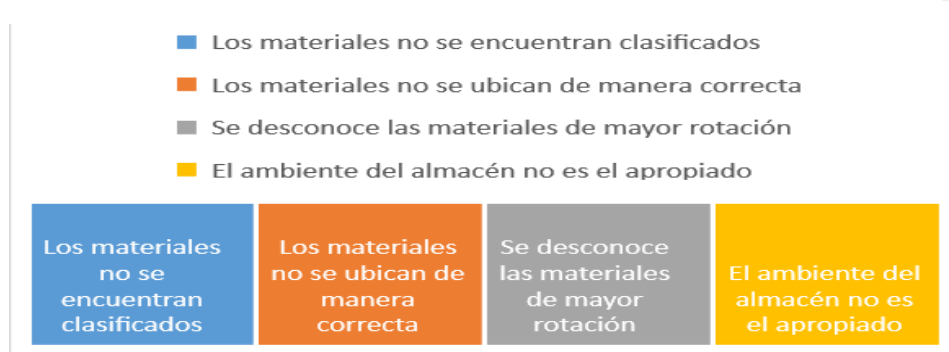 Los materiales no se encuentran clasificados
Los materiales no se ubican de manera correcta
Se desconoce las materiales de mayor rotación
El ambiente del almacén no es el apropiado
Los materiales
no se
encuentran
clasificados
Los materiales
no se ubican de
manera
correcta
Se desconoce
las materiales
de mayor
rotación
El ambiente del
almacén no es
el apropiado